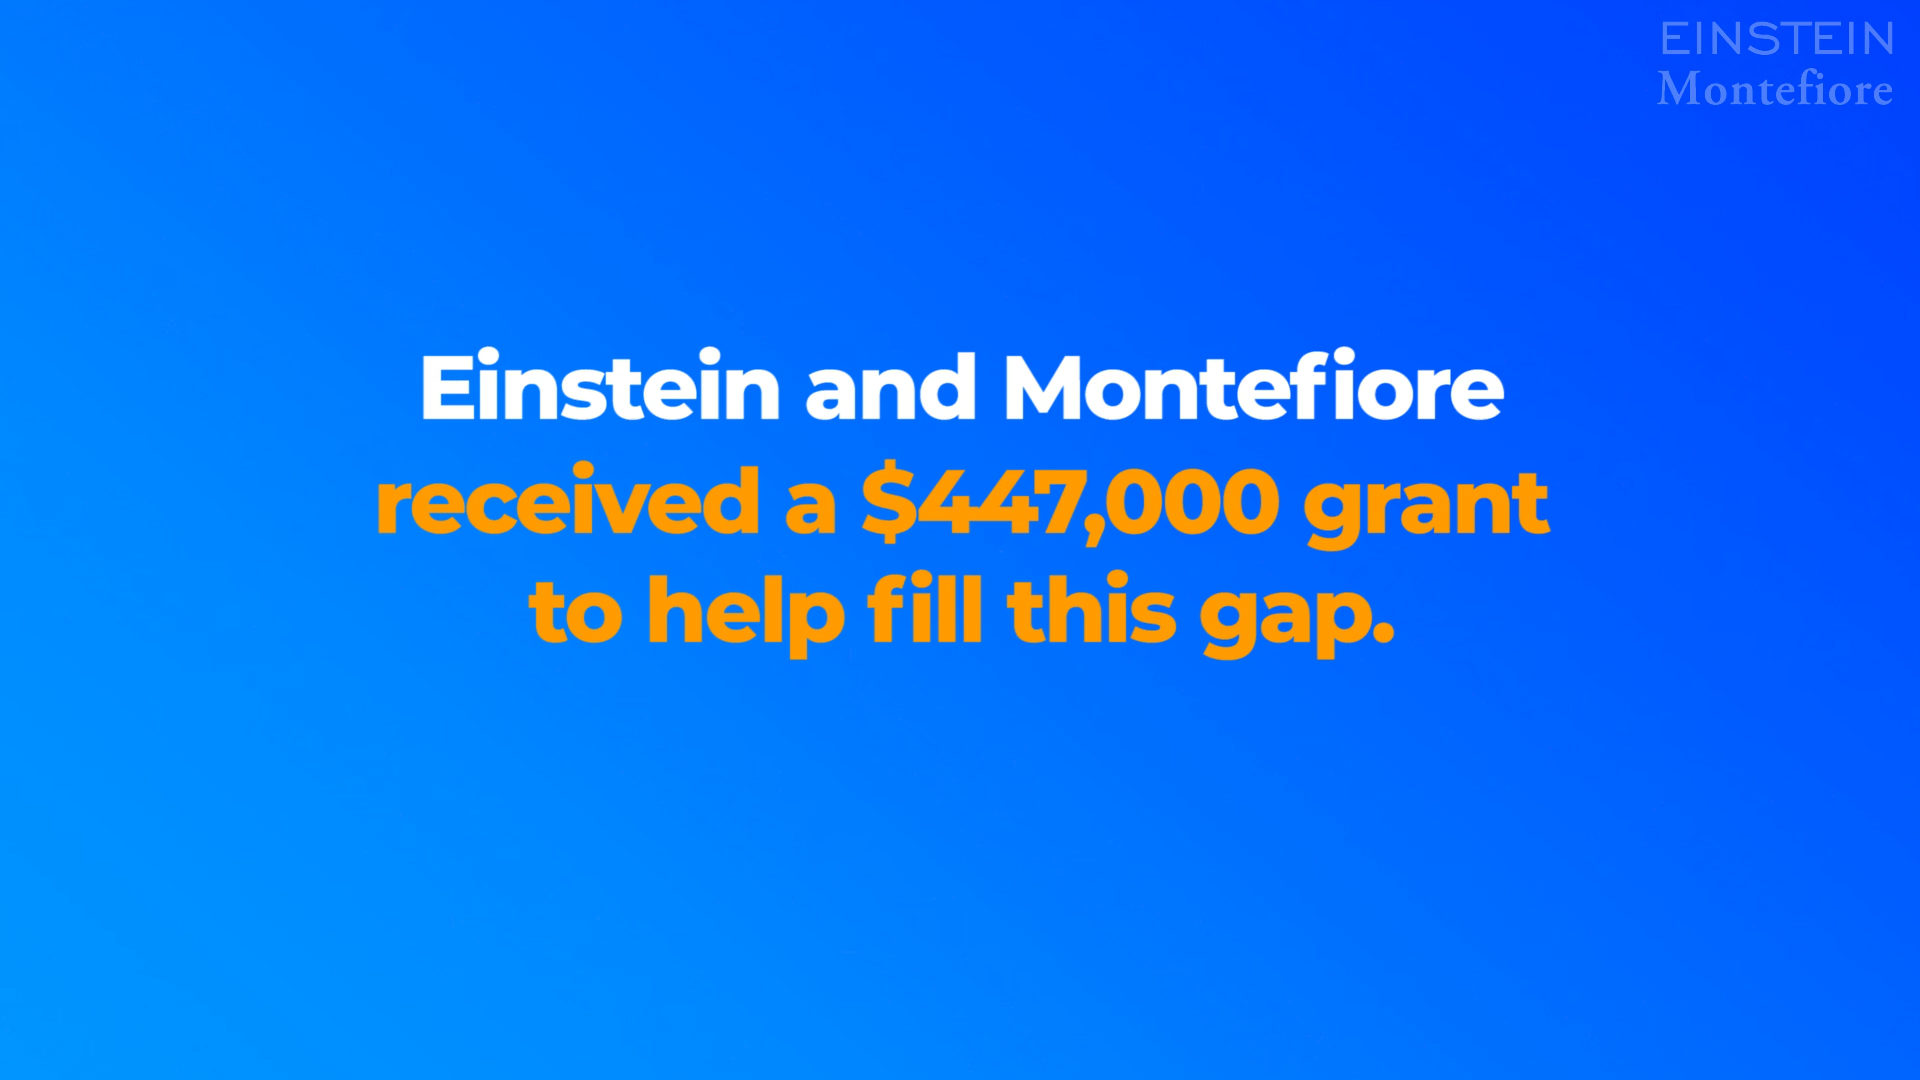 EINSTEIN
Montefiore
Einstein and Montefiore
received a $447,000 grant
to help fill this gap.